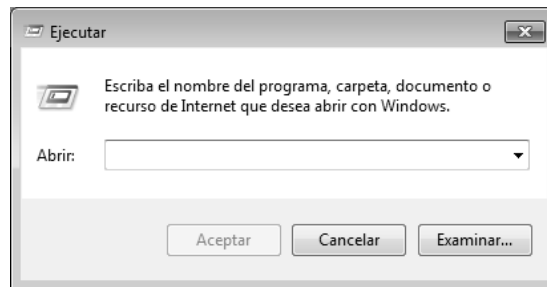 Ejecutar
Escriba el nombre del programa, carpeta, documento o
recurso de Internet que desea abrir con Windows.
Abrir:
Aceptar Cancelar Examinar...